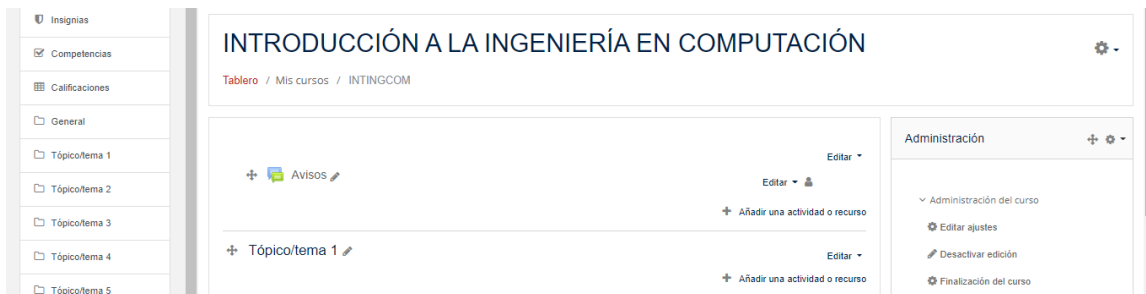 Insignias
Competencias
Calificaciones
General
Tópico/tema 1
Tópico/tema 2
Tópico/tema 3
Tópico/tema 4
Tópico/tema 5
INTRODUCCIÓN A LA INGENIERÍA EN COMPUTACIÓN
Tablero / Mis cursos / INTINGCOM
Editar
Avisos
Editar
Añadir una actividad o recurso
Tópico/tema 1
Editar
Añadir una actividad o recurso
Administración
Administración del curso
Editar ajustes
Desactivar edición
Finalización del curso